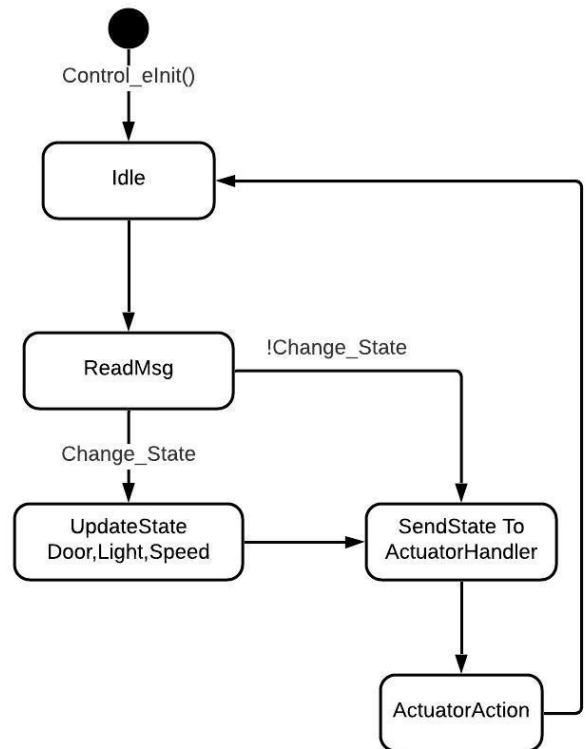 Control_eInit()
Idle
ReadMsg
!Change_State
Change_State
UpdateState
Door,Light,Speed
SendState To
ActuatorHandler
ActuatorAction